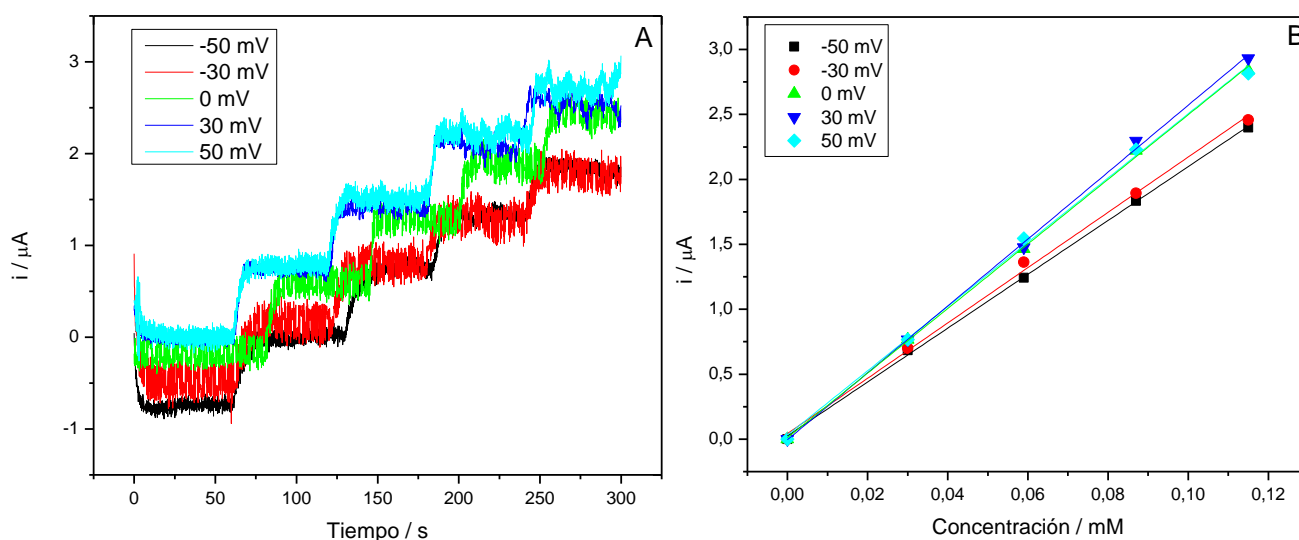 A
-50 mV
-30 mV
0 mV
30 mV
50 mV
3
2
1
0
-1
i / µA
0 50 100 150 200 250 300
Tiempo / s
B
-50 mV
-30 mV
0 mV
30 mV
50 mV
3,0
2,5
2,0
1,5
1,0
0,5
0,0
i / µA
0,00 0,02 0,04 0,06 0,08 0,10 0,12
Concentración / mM